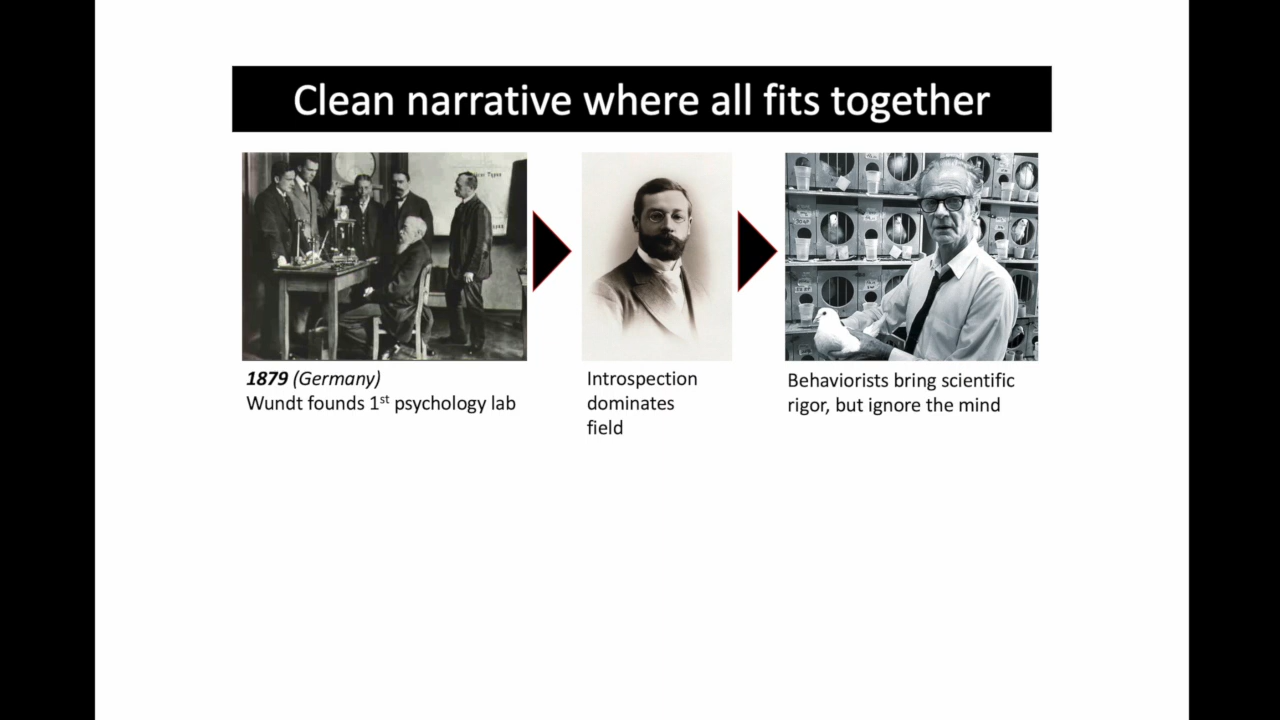 Clean narrative where all fits together
1879 (Germany)
Wundt founds 1st psychology lab
Introspection
dominates
field
Behaviorists bring scientific
rigor, but ignore the mind